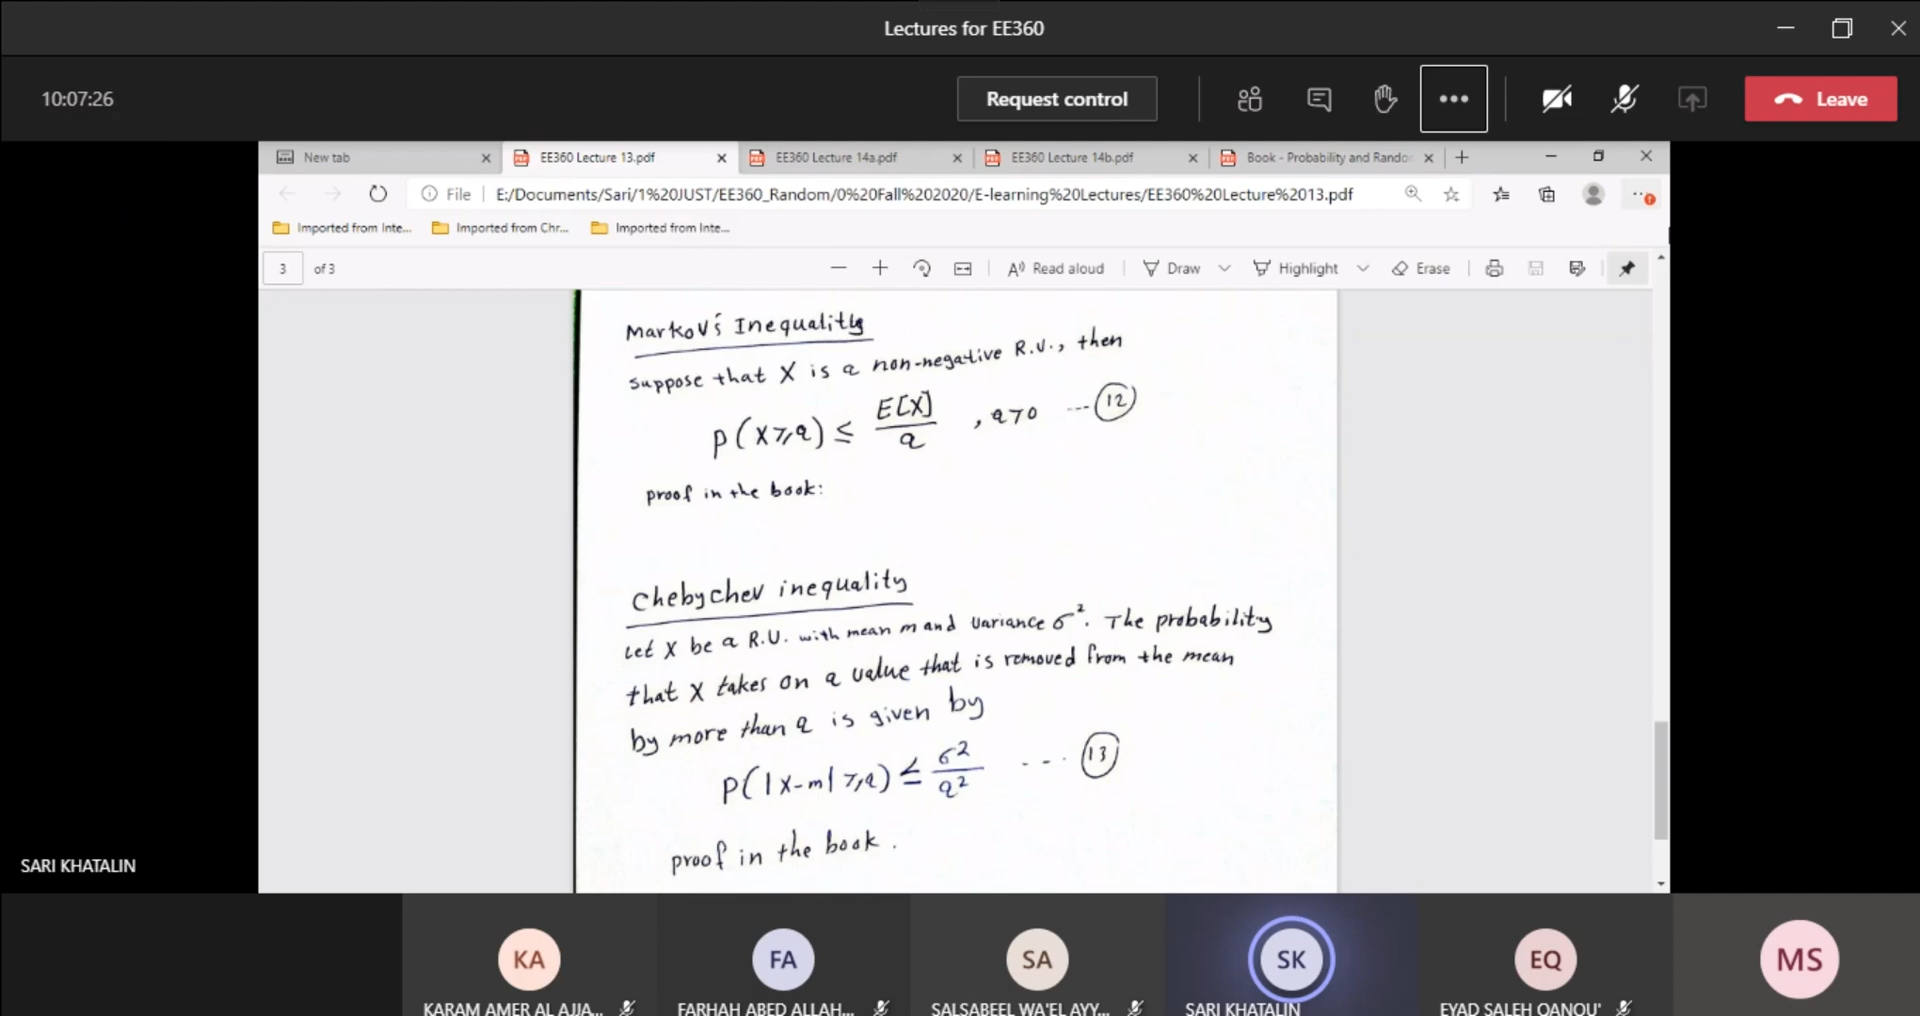 Lectures for EE360
10:07:26
Request control
Leave
New tab
EE360 Lecture 13.pdf
EE360 Lecture 14a.pdf
EE360 Lecture 14b.pdf
Book - Probability and Rando
File
E:/Documents/Sari/1%20JUST/EE360_Random/0%20Fall%202020/E-learning%20Lectures/EE360%20Lecture%2013.pdf
Imported from Inte...
Imported from Chr...
Imported from Inte...
3 of 3
Read aloud
Draw
Highlight
Erase
Markov's Inequality
suppose that X is a non-negative R.V., then
P(X≥a) ≤ E[X]/a , a>0 --- 12
proof in the book:
Chebychev inequality
Let X be a R.V. with mean m and variance σ². The probability
that X takes on a value that is removed from the mean
by more than a is given by
P(|X-m|≥a) ≤ σ²/a² ---- 13
proof in the book.
SARI KHATALIN
KA
FA
SA
SK
EQ
MS
KARAM AMER AL AJJA...
FARHAH ABED ALLAH...
SALSABEEL WA'EL AYY...
SARI KHATALIN
EYAD SALEH QANOU'